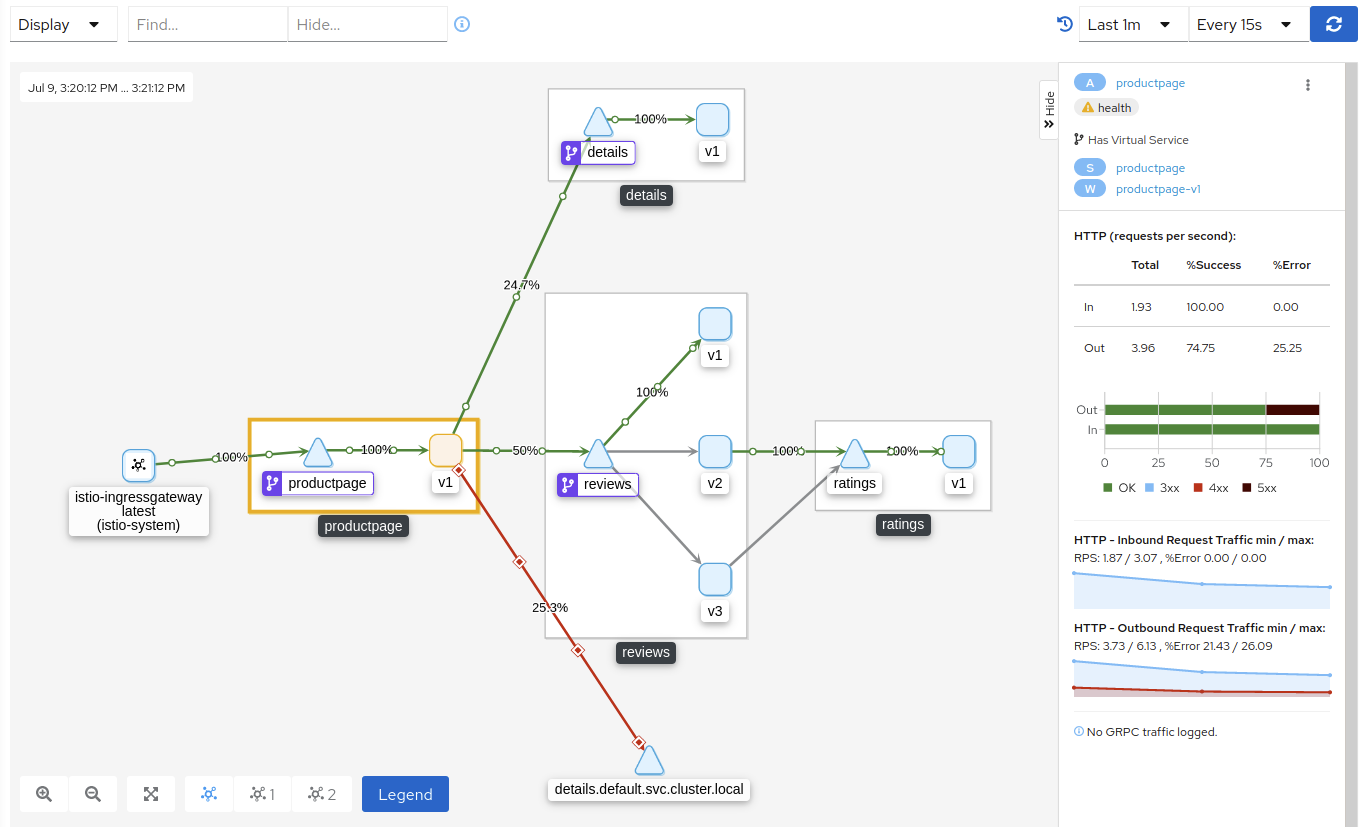 Display
Find...
Hide...
Last 1m
Every 15s
Jul 9, 3:20:12 PM ... 3:21:12 PM
100%
details
v1
details
24.7%
v1
100%
100%
istio-ingressgateway
latest
(istio-system)
100%
productpage
v1
productpage
50%
reviews
v2
100%
ratings
100%
v1
ratings
v3
reviews
25.3%
details.default.svc.cluster.local
1
2
Legend
Hide
A productpage
health
Has Virtual Service
S productpage
W productpage-v1
HTTP (requests per second):
Total %Success %Error
In 1.93 100.00 0.00
Out 3.96 74.75 25.25
Out
In
0 25 50 75 100
OK 3xx 4xx 5xx
HTTP - Inbound Request Traffic min / max:
RPS: 1.87 / 3.07 , %Error 0.00 / 0.00
HTTP - Outbound Request Traffic min / max:
RPS: 3.73 / 6.13 , %Error 21.43 / 26.09
No GRPC traffic logged.